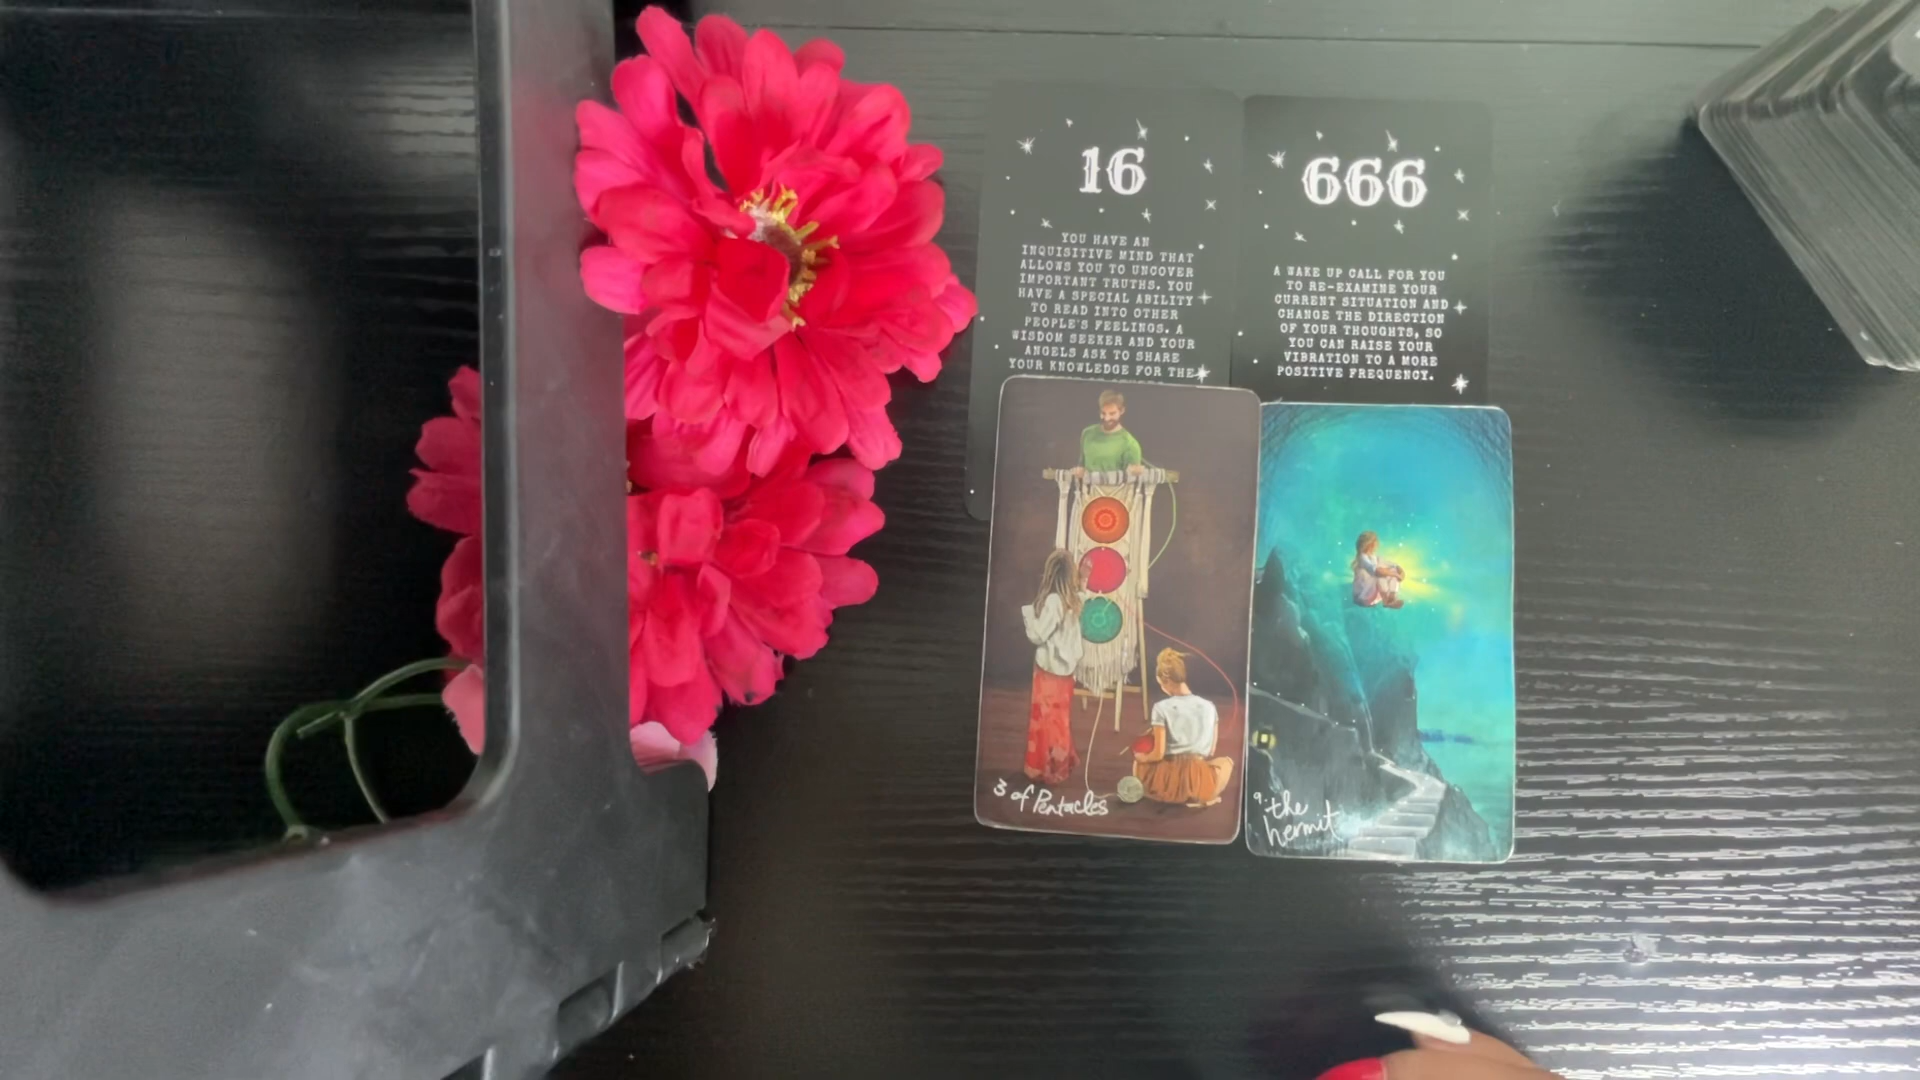 16
YOU HAVE AN
INQUISITIVE MIND THAT
ALLOWS YOU TO UNCOVER
IMPORTANT TRUTHS. YOU
HAVE A SPECIAL ABILITY
TO READ INTO OTHER
PEOPLE'S FEELINGS. A
WISDOM SEEKER AND YOUR
ANGELS ASK TO SHARE
YOUR KNOWLEDGE FOR THE
666
A WAKE UP CALL FOR YOU
TO RE-EXAMINE YOUR
CURRENT SITUATION AND
CHANGE THE DIRECTION
OF YOUR THOUGHTS, SO
YOU CAN RAISE YOUR
VIBRATION TO A MORE
POSITIVE FREQUENCY.
3 of Pentacles
9. the
hermit